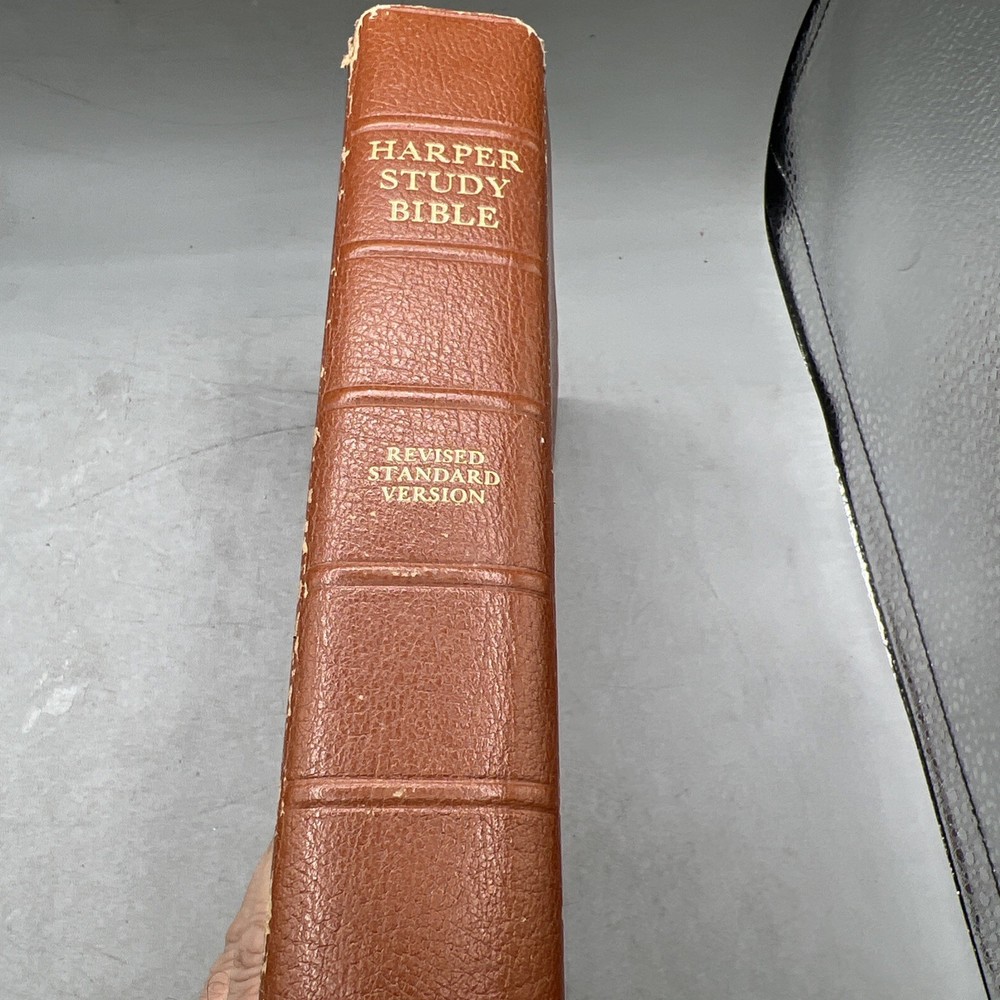 HARPER
STUDY
BIBLE
REVISED
STANDARD
VERSION